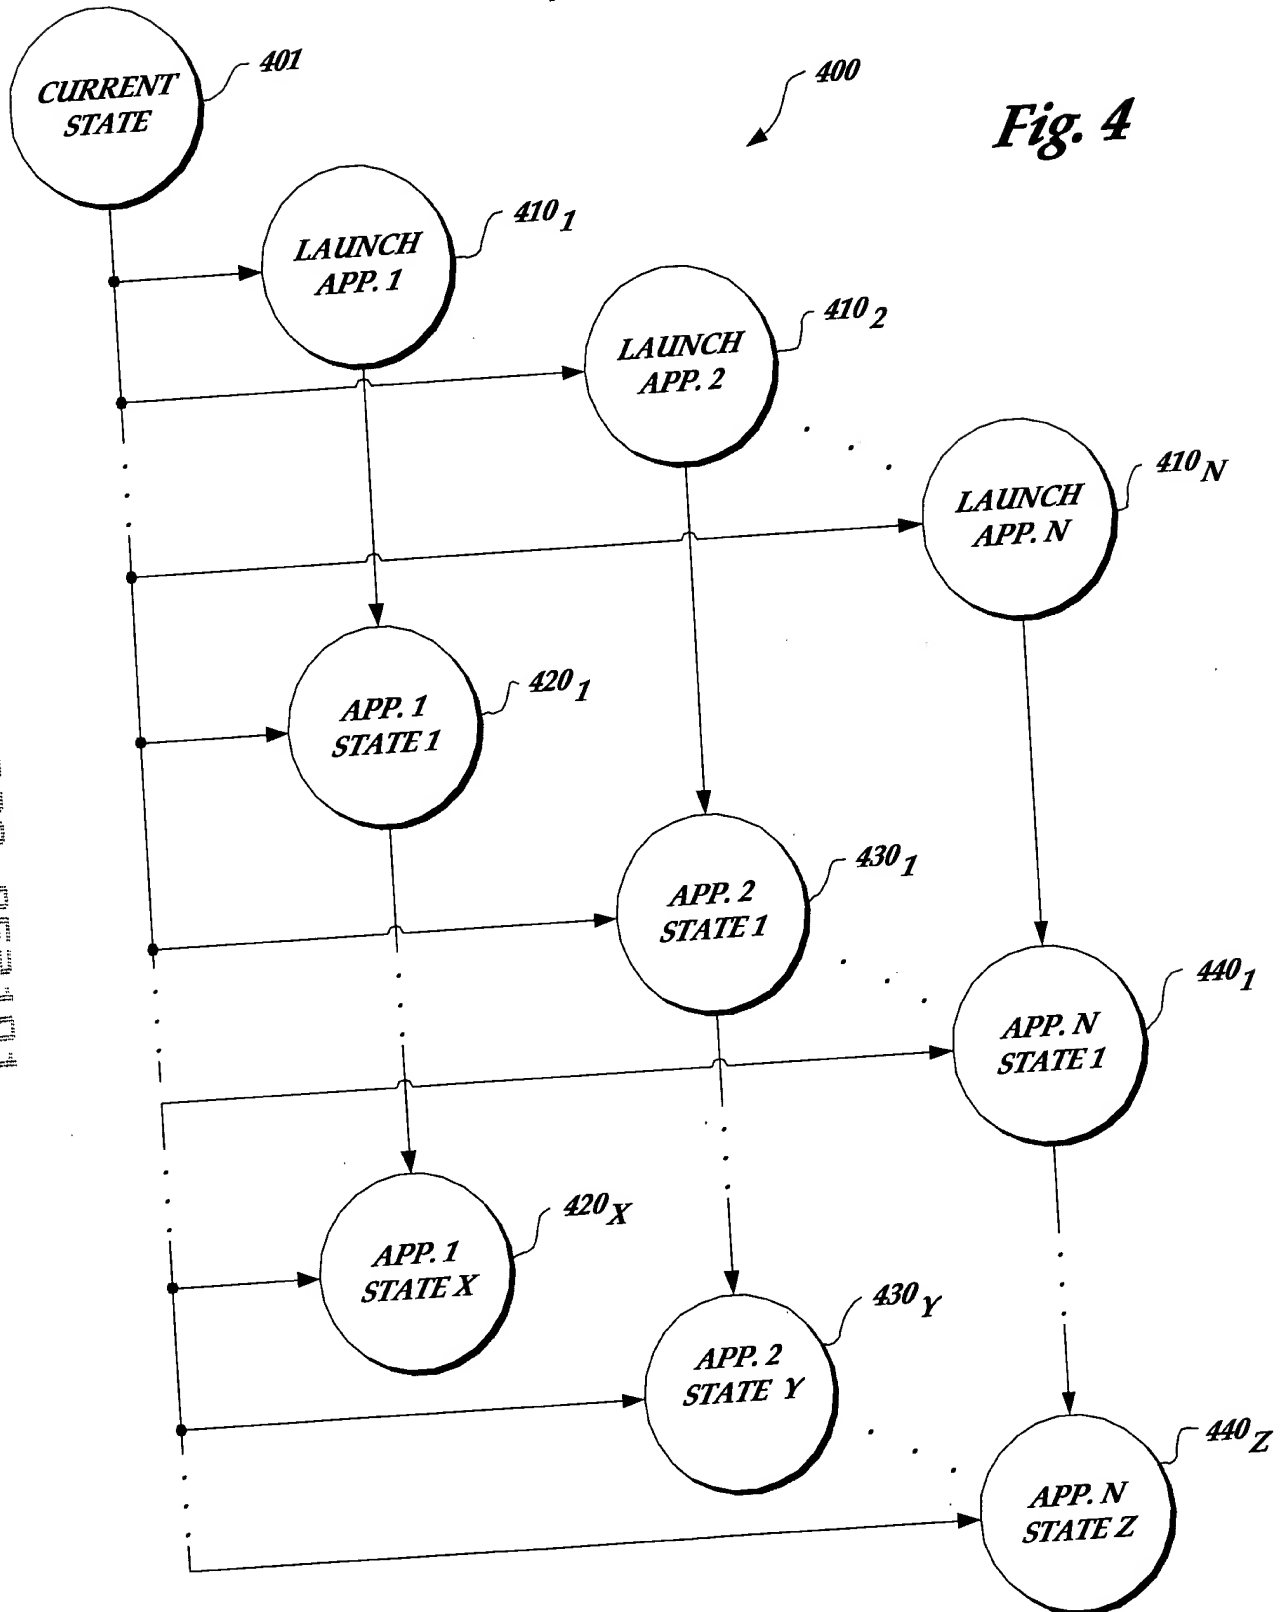 CURRENT
STATE
401
400
Fig. 4
LAUNCH
APP. 1
410₁
LAUNCH
APP. 2
410₂
LAUNCH
APP. N
410N
APP. 1
STATE 1
420₁
APP. 2
STATE 1
430₁
APP. N
STATE 1
440₁
APP. 1
STATE X
420X
APP. 2
STATE Y
430Y
APP. N
STATE Z
440Z